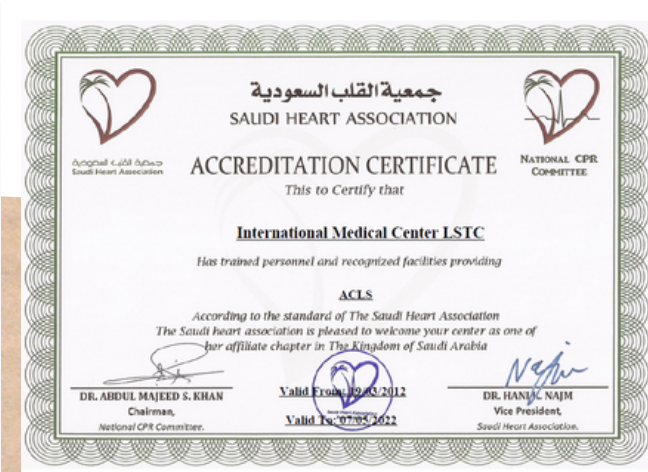 جمعية القلب السعودية
SAUDI HEART ASSOCIATION
جمعية القلب السعودية
Saudi Heart Association
NATIONAL CPR
COMMITTEE
ACCREDITATION CERTIFICATE
This to Certify that
International Medical Center LSTC
Has trained personnel and recognized facilities providing
ACLS
According to the standard of The Saudi Heart Association
The Saudi heart association is pleased to welcome your center as one of
her affiliate chapter in The Kingdom of Saudi Arabia
DR. ABDUL MAJEED S. KHAN
Chairman,
National CPR Committee.
Valid From: 19/03/2012
Valid To: 07/05/2022
DR. HANI K. NAJM
Vice President,
Saudi Heart Association.